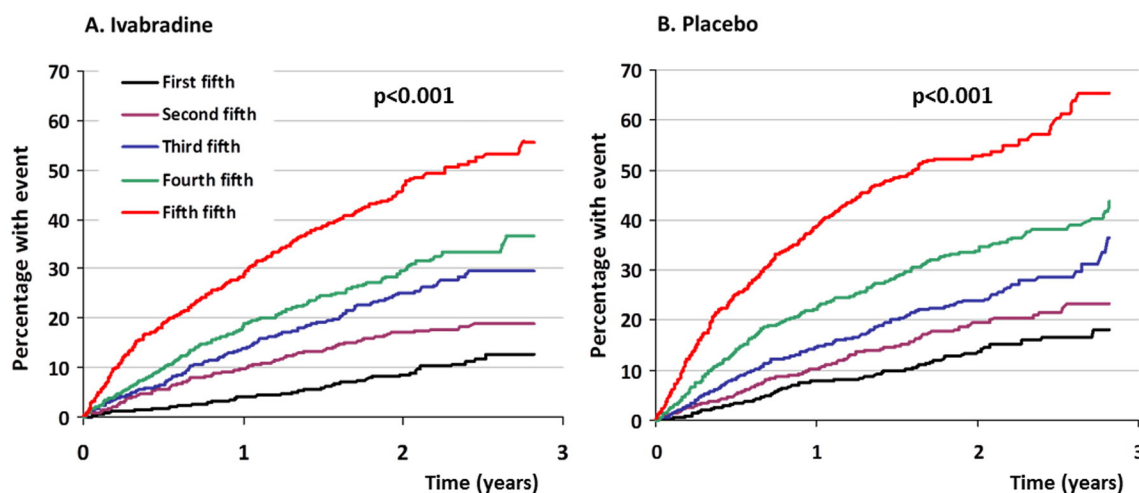 A. Ivabradine
Percentage with event
70
60
50
40
30
20
10
0
First fifth
Second fifth
Third fifth
Fourth fifth
Fifth fifth
p<0.001
0 1 2 3
Time (years)
B. Placebo
Percentage with event
70
60
50
40
30
20
10
0
p<0.001
0 1 2 3
Time (years)